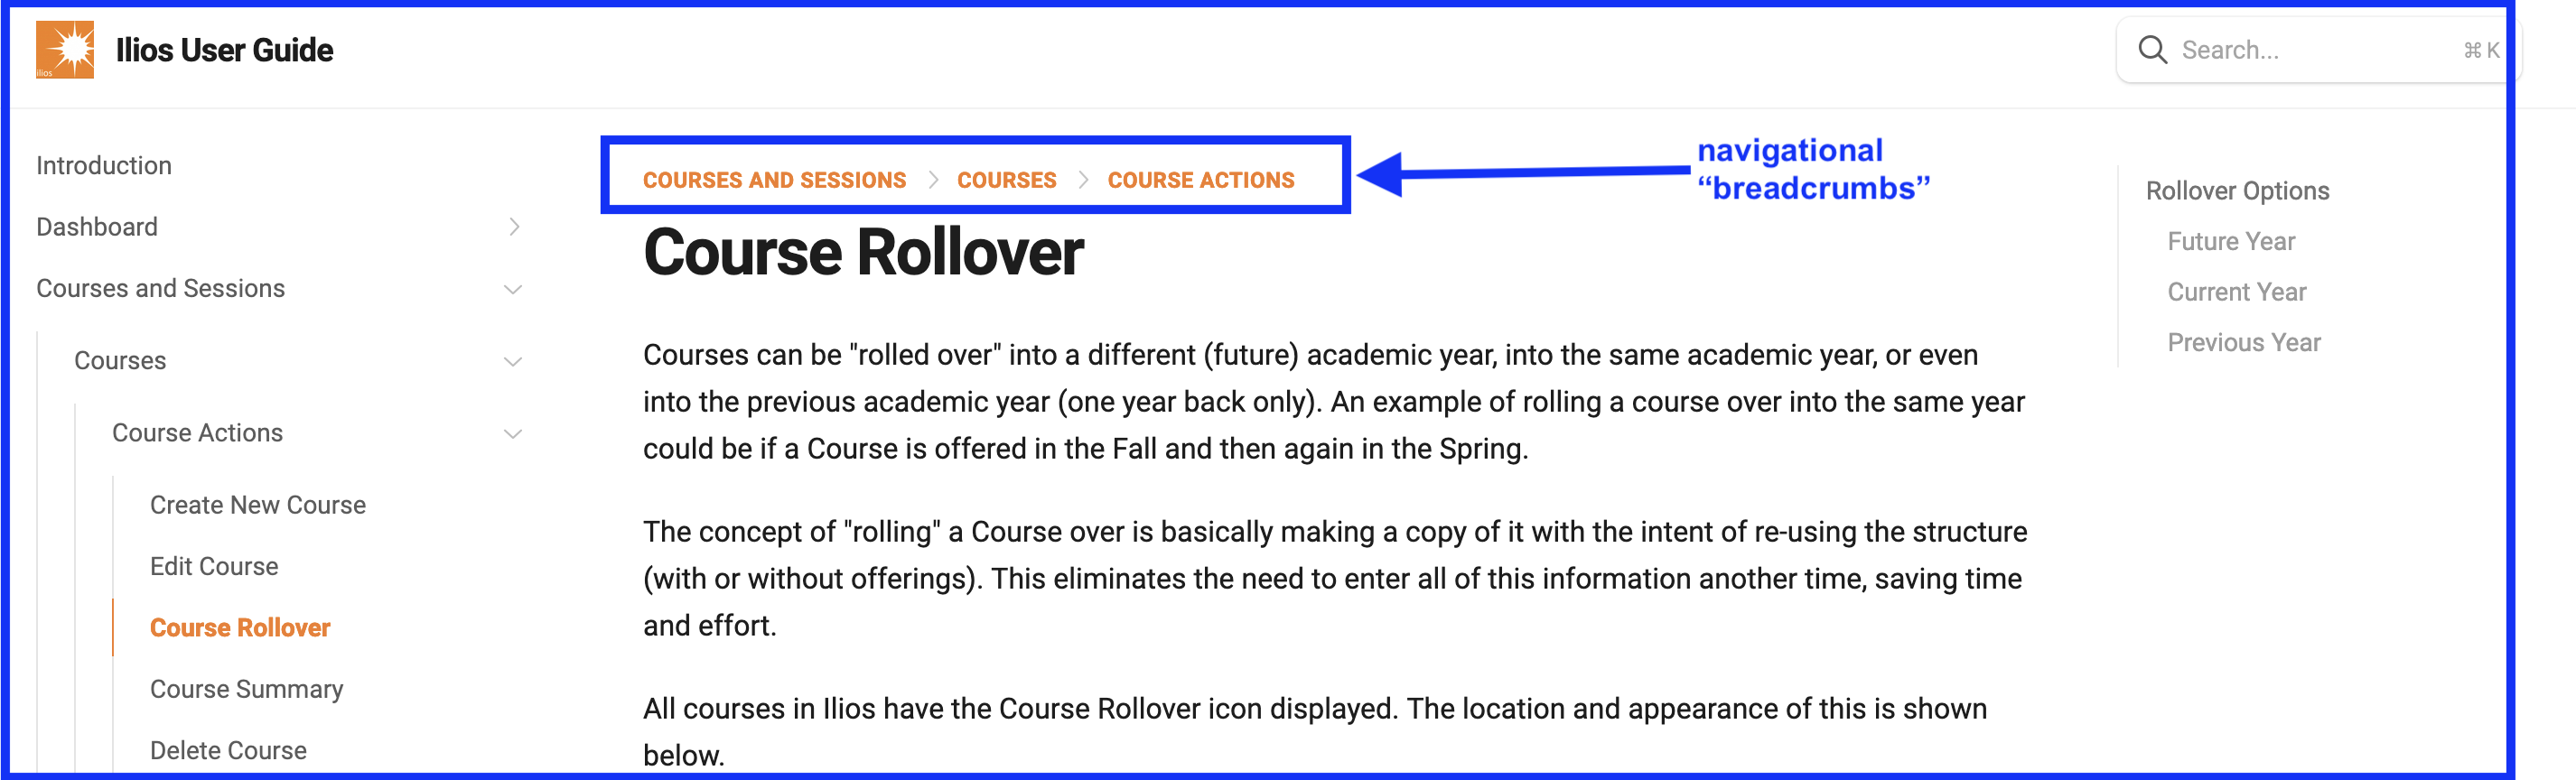 ilios
Ilios User Guide
Search...
⌘ K
Introduction
Dashboard
Courses and Sessions
Courses
Course Actions
Create New Course
Edit Course
Course Rollover
Course Summary
Delete Course
COURSES AND SESSIONS > COURSES > COURSE ACTIONS
navigational
“breadcrumbs”
Course Rollover
Courses can be "rolled over" into a different (future) academic year, into the same academic year, or even
into the previous academic year (one year back only). An example of rolling a course over into the same year
could be if a Course is offered in the Fall and then again in the Spring.
The concept of "rolling" a Course over is basically making a copy of it with the intent of re-using the structure
(with or without offerings). This eliminates the need to enter all of this information another time, saving time
and effort.
All courses in Ilios have the Course Rollover icon displayed. The location and appearance of this is shown
below.
Rollover Options
Future Year
Current Year
Previous Year